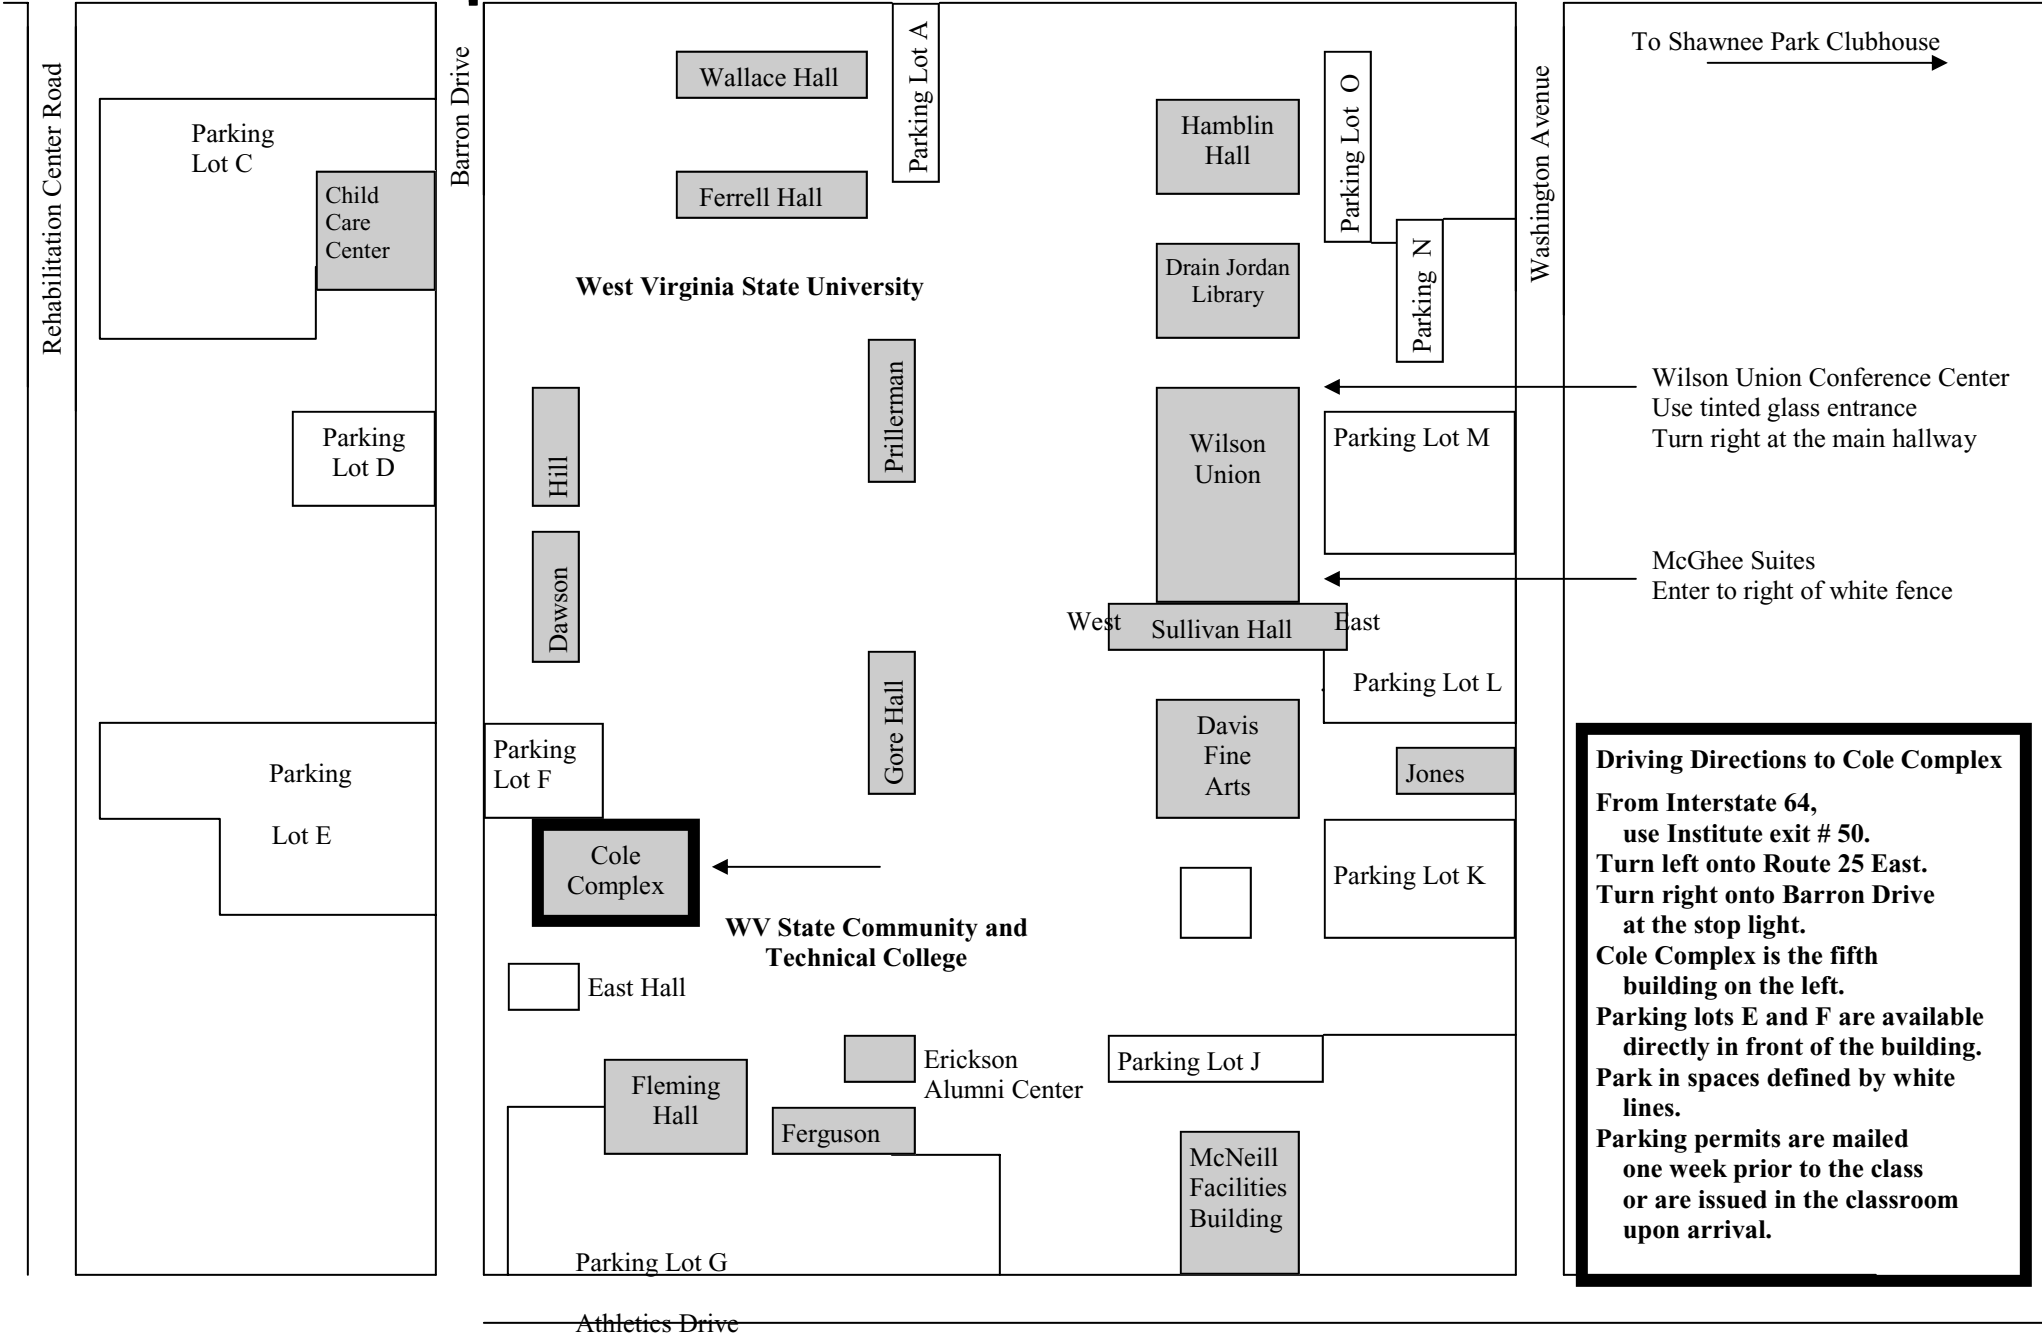 To Shawnee Park Clubhouse
Rehabilitation Center Road
Barron Drive
Washington Avenue
Wallace Hall
Parking Lot A
Parking Lot O
Hamblin
Hall
Parking
Lot C
Child
Care
Center
Ferrell Hall
Parking N
Drain Jordan
Library
West Virginia State University
Hill
Prillerman
Wilson
Union
Parking Lot M
Wilson Union Conference Center
Use tinted glass entrance
Turn right at the main hallway
Parking
Lot D
Dawson
McGhee Suites
Enter to right of white fence
West
Sullivan Hall
East
Gore Hall
Parking Lot L
Davis
Fine
Arts
Jones
Parking
Lot E
Parking
Lot F
Cole
Complex
Parking Lot K
WV State Community and
Technical College
East Hall
Erickson
Alumni Center
Parking Lot J
Fleming
Hall
Ferguson
McNeill
Facilities
Building
Parking Lot G
Athletics Drive
Driving Directions to Cole Complex
From Interstate 64,
use Institute exit # 50.
Turn left onto Route 25 East.
Turn right onto Barron Drive
at the stop light.
Cole Complex is the fifth
building on the left.
Parking lots E and F are available
directly in front of the building.
Park in spaces defined by white
lines.
Parking permits are mailed
one week prior to the class
or are issued in the classroom
upon arrival.